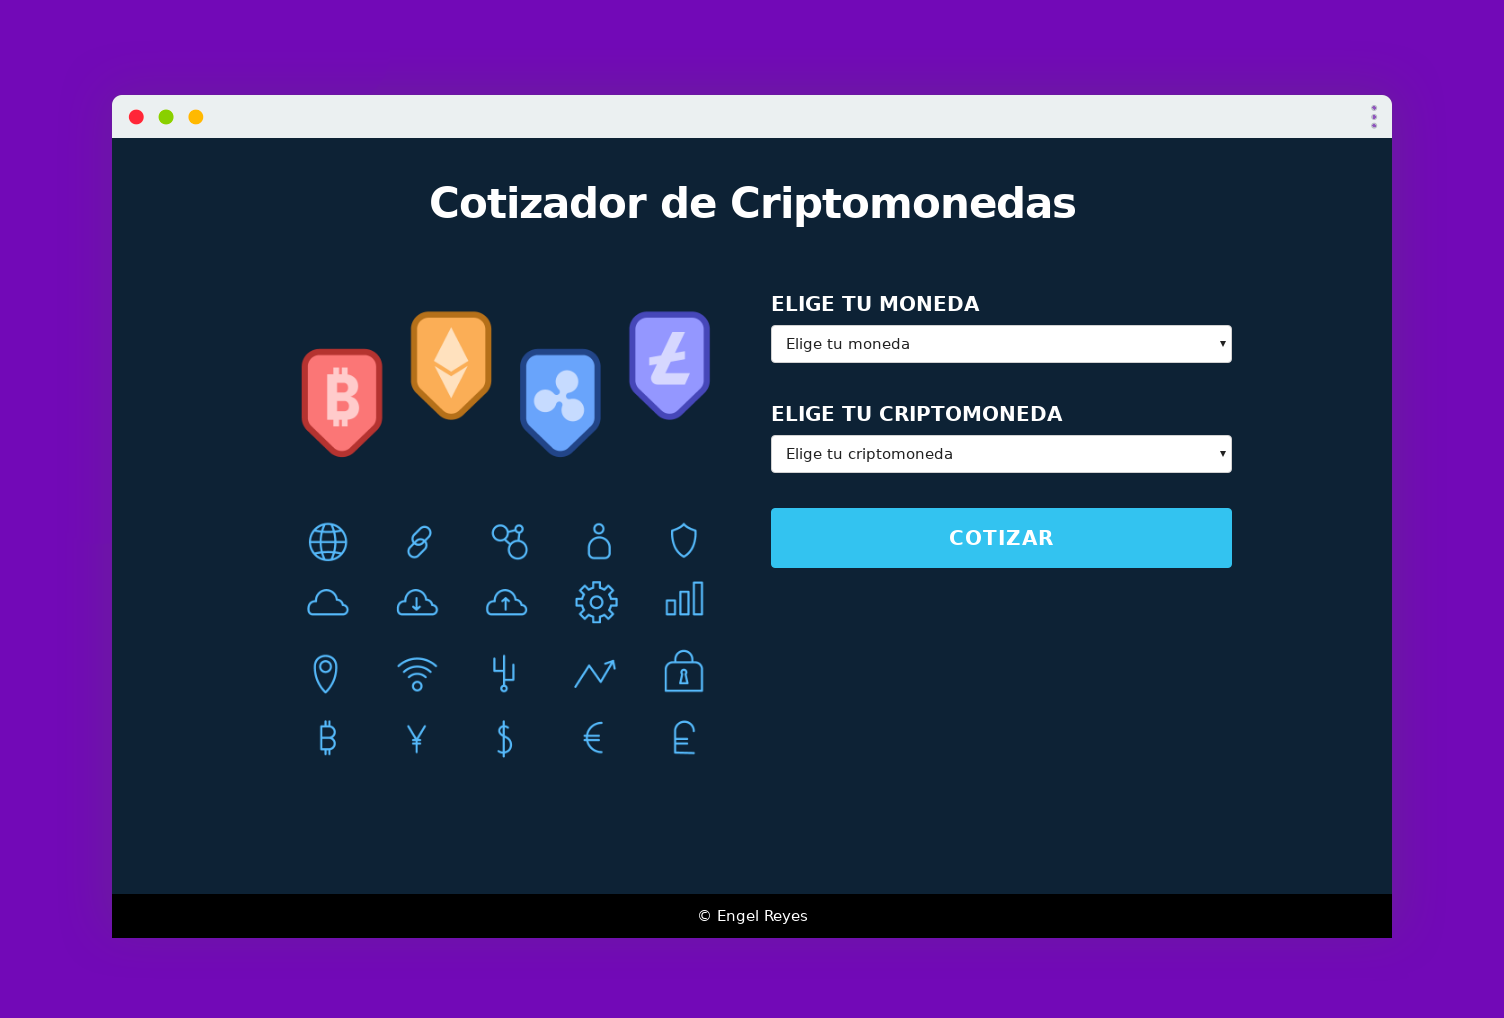 Cotizador de Criptomonedas
ELIGE TU MONEDA
Elige tu moneda
ELIGE TU CRIPTOMONEDA
Elige tu criptomoneda
COTIZAR
© Engel Reyes